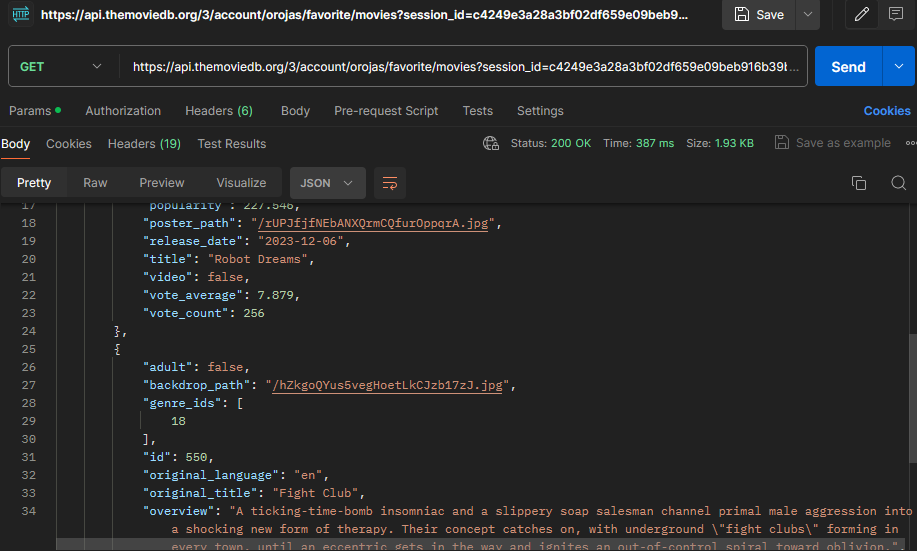 HTTP https://api.themoviedb.org/3/account/orojas/favorite/movies?session_id=c4249e3a28a3bf02df659e09beb9... Save
GET https://api.themoviedb.org/3/account/orojas/favorite/movies?session_id=c4249e3a28a3bf02df659e09beb916b39b... Send
Params Authorization Headers (6) Body Pre-request Script Tests Settings Cookies
Body Cookies Headers (19) Test Results Status: 200 OK Time: 387 ms Size: 1.93 KB Save as example
Pretty Raw Preview Visualize JSON
17 "popularity": 227.546,
18 "poster_path": "/rUPJfjfNEbANXQrmCQfurOppqrA.jpg",
19 "release_date": "2023-12-06",
20 "title": "Robot Dreams",
21 "video": false,
22 "vote_average": 7.879,
23 "vote_count": 256
24 },
25 {
26 "adult": false,
27 "backdrop_path": "/hZkgoQYus5vegHoetLkCJzb17zJ.jpg",
28 "genre_ids": [
29 18
30 ],
31 "id": 550,
32 "original_language": "en",
33 "original_title": "Fight Club",
34 "overview": "A ticking-time-bomb insomniac and a slippery soap salesman channel primal male aggression into
a shocking new form of therapy. Their concept catches on, with underground \"fight clubs\" forming in
every town, until an eccentric gets in the way and ignites an out-of-control spiral toward oblivion."